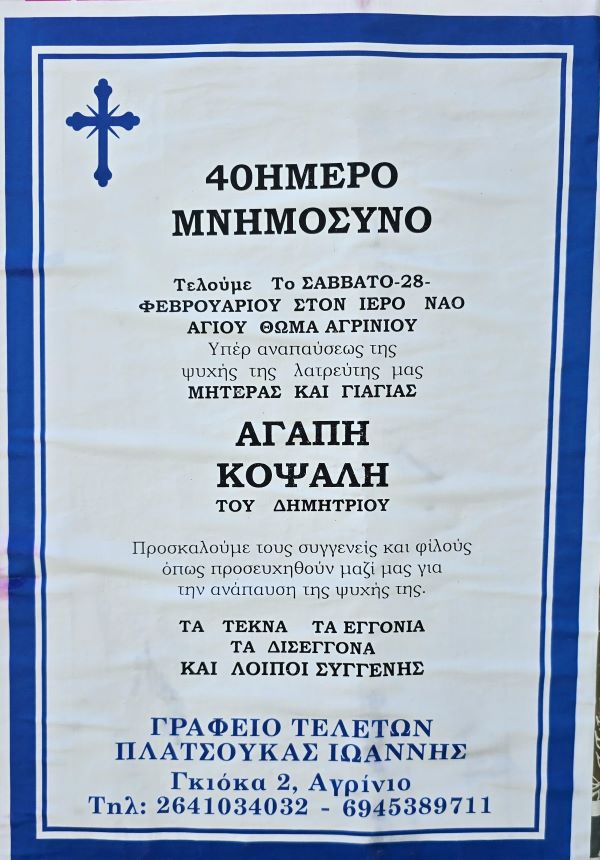 40ΗΜΕΡΟ
ΜΝΗΜΟΣΥΝΟ
Τελούμε Το ΣΑΒΒΑΤΟ-28-
ΦΕΒΡΟΥΑΡΙΟΥ ΣΤΟΝ ΙΕΡΟ ΝΑΟ
ΑΓΙΟΥ ΘΩΜΑ ΑΓΡΙΝΙΟΥ
Υπέρ αναπαύσεως της
ψυχής της λατρεύτης μας
ΜΗΤΕΡΑΣ ΚΑΙ ΓΙΑΓΙΑΣ
ΑΓΑΠΗ
ΚΟΨΑΛΗ
ΤΟΥ ΔΗΜΗΤΡΙΟΥ
Προσκαλούμε τους συγγενείς και φίλούς
όπως προσευχηθούν μαζί μας για
την ανάπαυση της ψυχής της.
ΤΑ ΤΕΚΝΑ ΤΑ ΕΓΓΟΝΙΑ
ΤΑ ΔΙΣΕΓΓΟΝΑ
ΚΑΙ ΛΟΙΠΟΙ ΣΥΓΓΕΝΗΣ
ΓΡΑΦΕΙΟ ΤΕΛΕΤΩΝ
ΠΛΑΤΣΟΥΚΑΣ ΙΩΑΝΝΗΣ
Γκιόκα 2, Αγρίνιο
Τηλ: 2641034032 - 6945389711